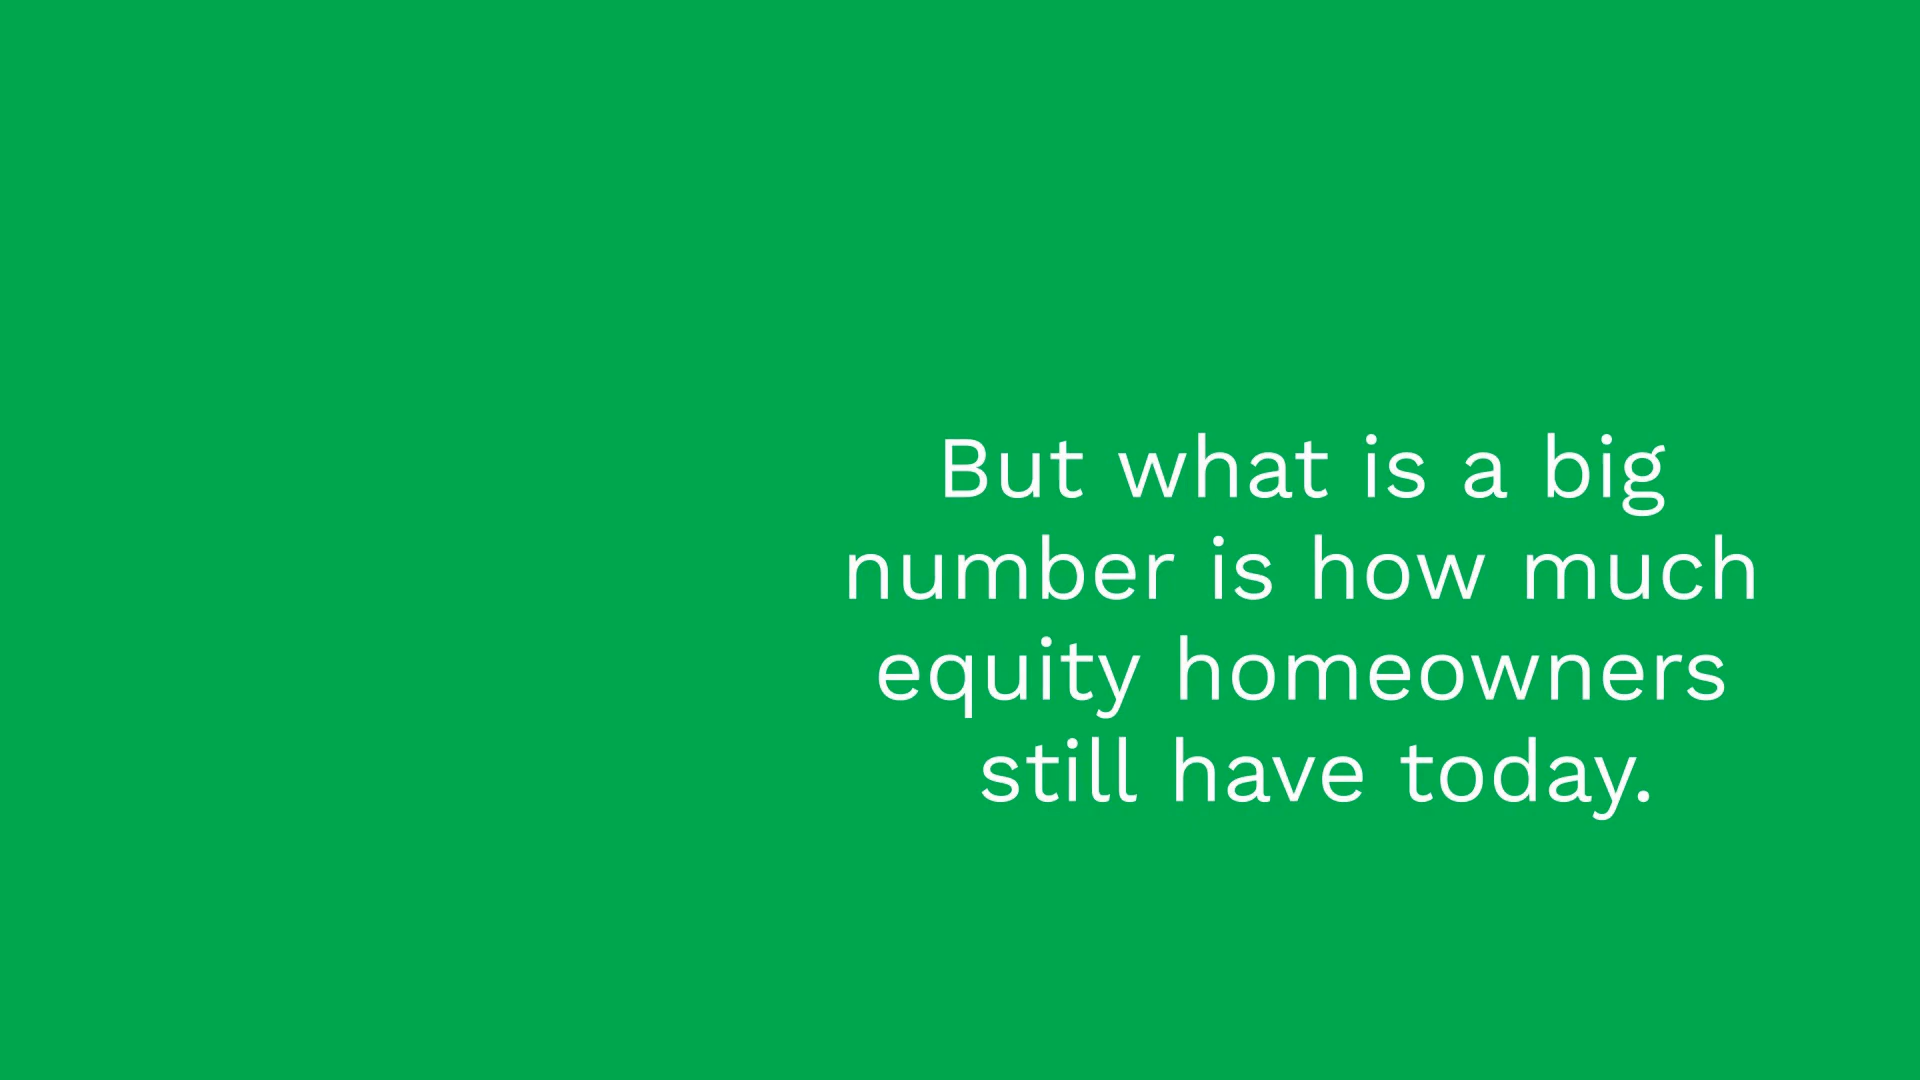 But what is a big
number is how much
equity homeowners
still have today.